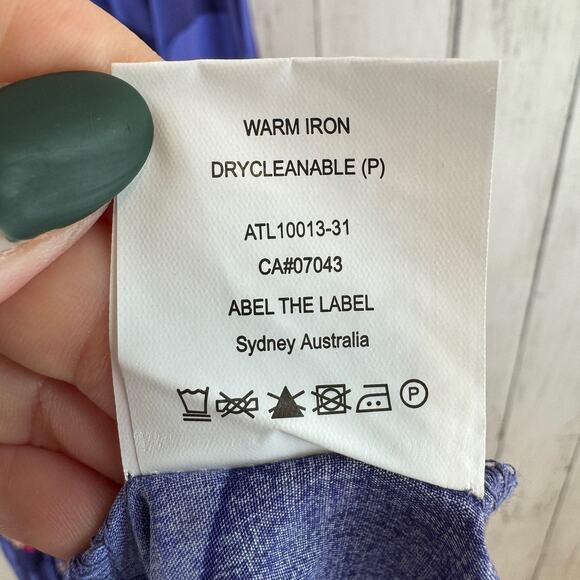 WARM IRON
DRYCLEANABLE (P)
ATL10013-31
CA#07043
ABEL THE LABEL
Sydney Australia
P